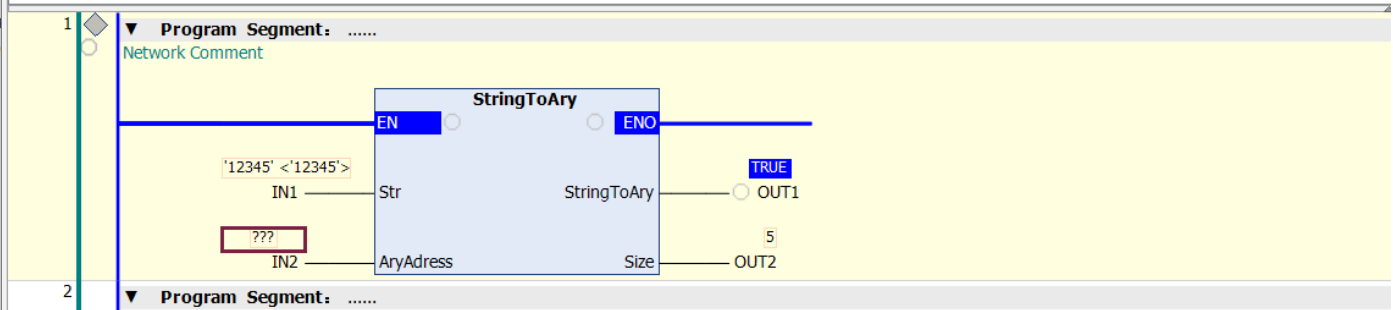 1
▼ Program Segment： ......
Network Comment
StringToAry
EN ENO
'12345' <'12345'> TRUE
IN1 Str StringToAry OUT1
??? 5
IN2 AryAdress Size OUT2
2
▼ Program Segment： ......